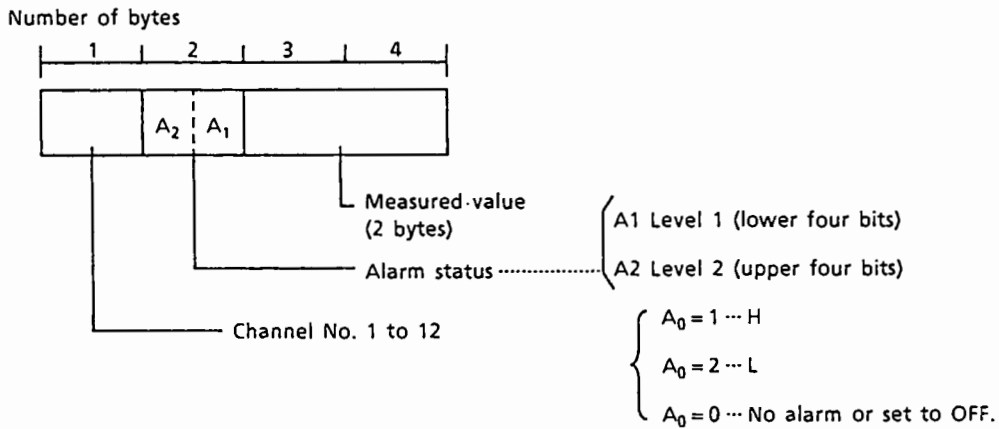 Number of bytes
1 2 3 4
A₂ A₁
Measured value
(2 bytes)
A1 Level 1 (lower four bits)
Alarm status ··············· A2 Level 2 (upper four bits)
Channel No. 1 to 12
A₀ = 1 ··· H
A₀ = 2 ··· L
A₀ = 0 ··· No alarm or set to OFF.